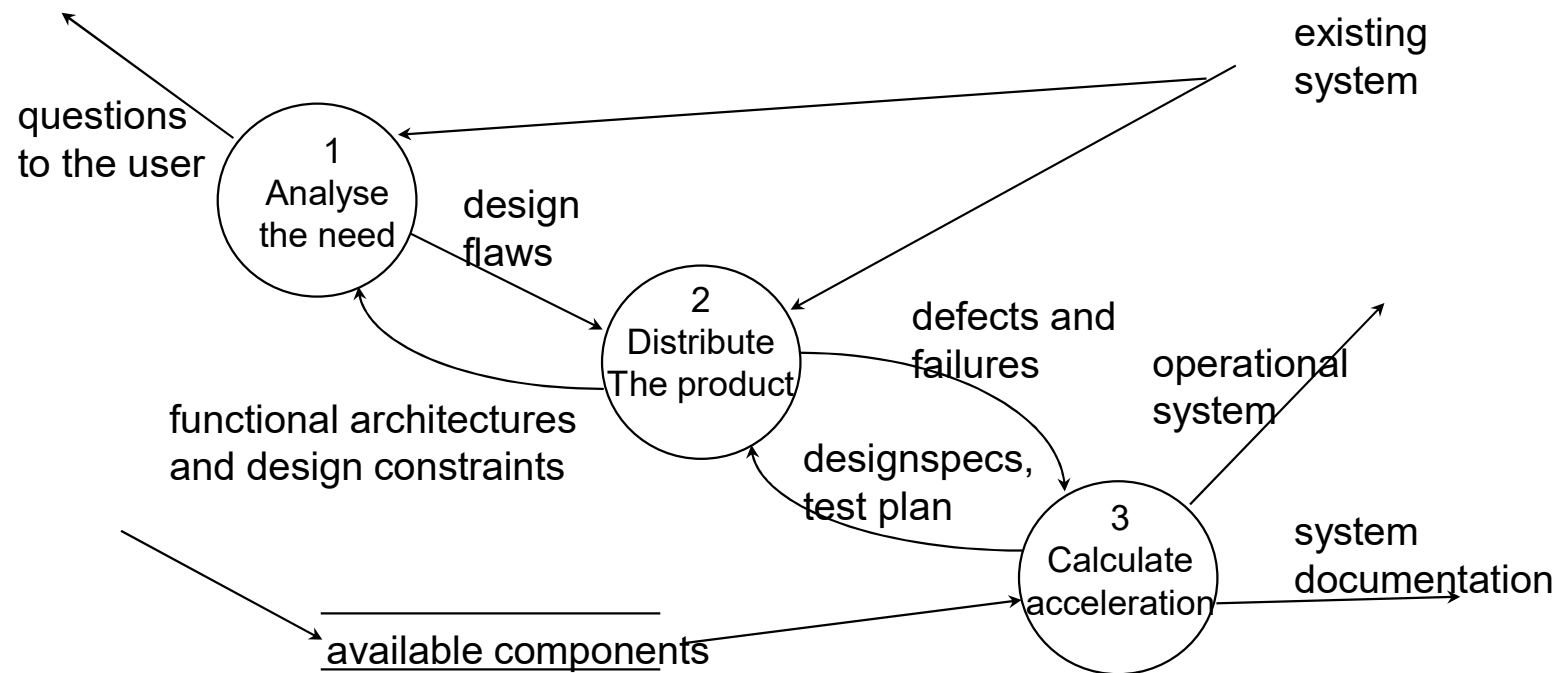 existing
system
questions
to the user
1
Analyse
the need
design
flaws
2
Distribute
The product
defects and
failures
operational
system
functional architectures
and design constraints
designspecs,
test plan
3
Calculate
acceleration
system
documentation
available components